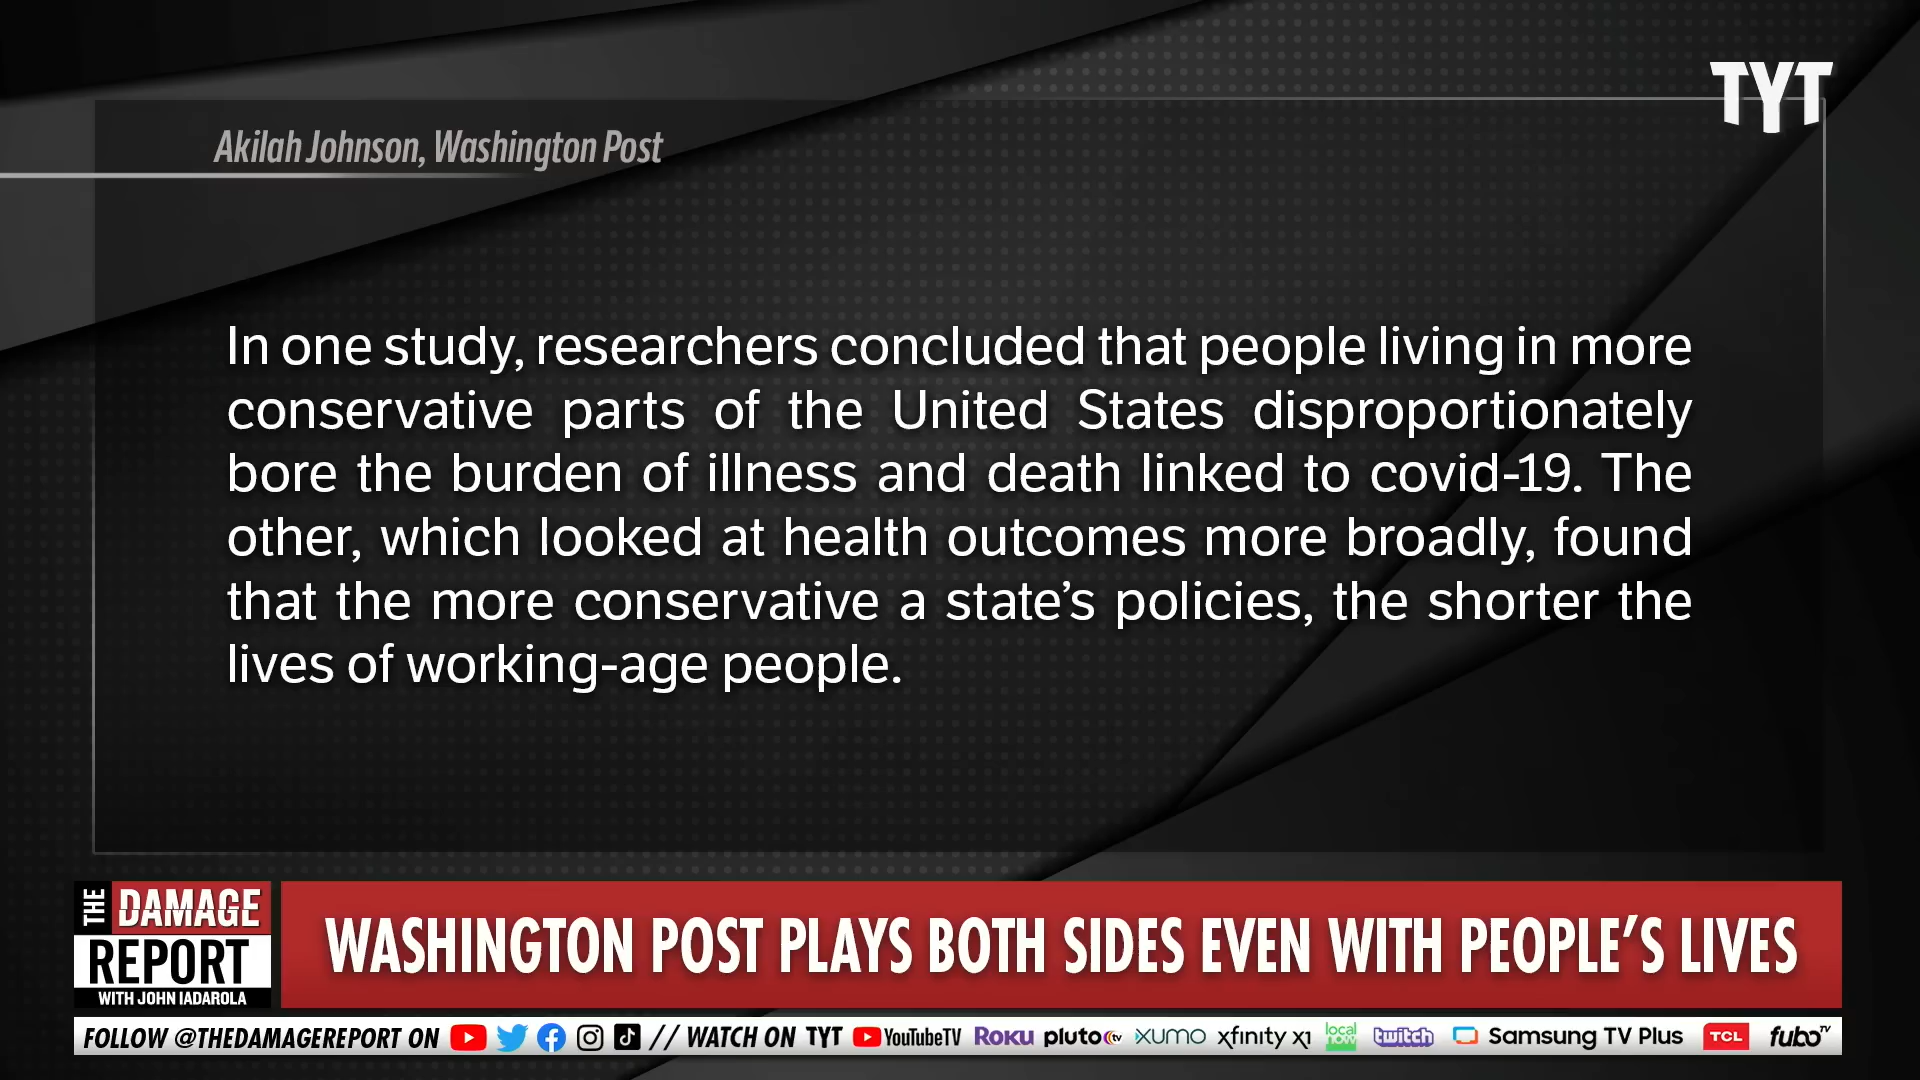 TYT
Akilah Johnson, Washington Post
In one study, researchers concluded that people living in more
conservative parts of the United States disproportionately
bore the burden of illness and death linked to covid-19. The
other, which looked at health outcomes more broadly, found
that the more conservative a state’s policies, the shorter the
lives of working-age people.
THE DAMAGE REPORT
WITH JOHN IADAROLA
WASHINGTON POST PLAYS BOTH SIDES EVEN WITH PEOPLE’S LIVES
FOLLOW @THEDAMAGEREPORT ON // WATCH ON TYT YouTubeTV ROKU pluto tv XUMO xfinity X1 local now twitch Samsung TV Plus TCL fubo TV